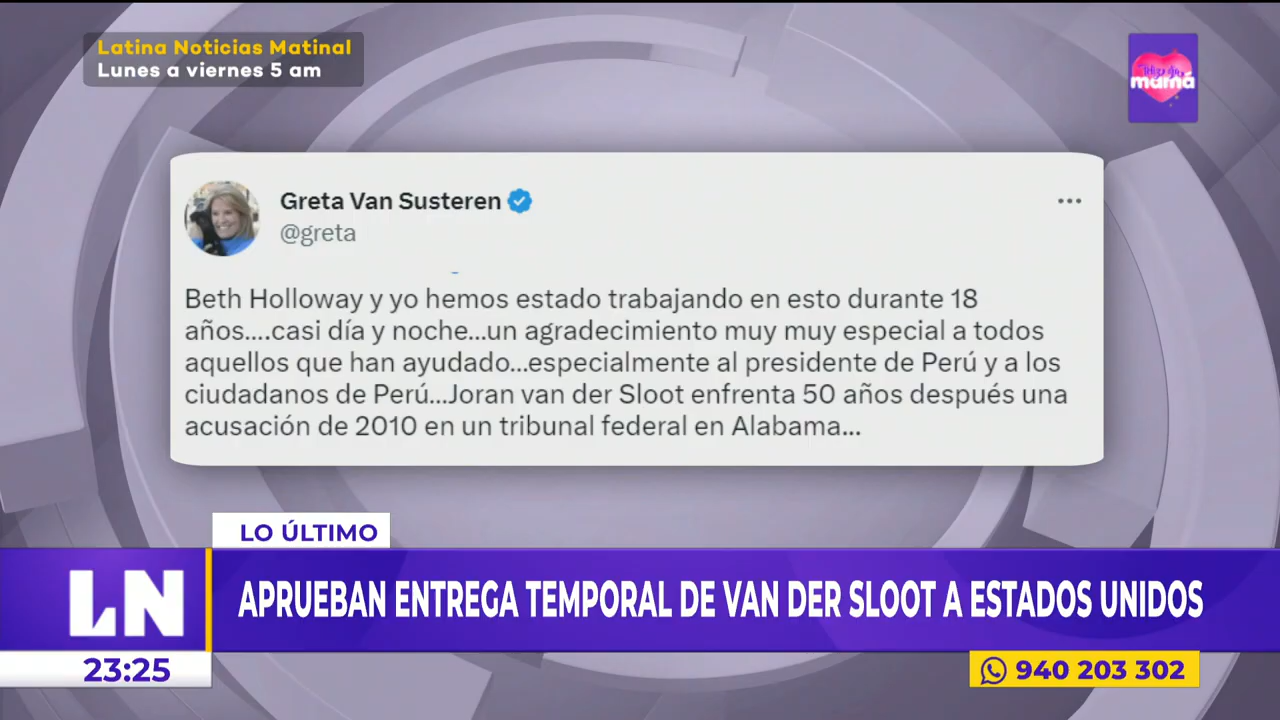 Latina Noticias Matinal
Lunes a viernes 5 am
mamá
Greta Van Susteren
@greta
Beth Holloway y yo hemos estado trabajando en esto durante 18
años....casi día y noche...un agradecimiento muy muy especial a todos
aquellos que han ayudado...especialmente al presidente de Perú y a los
ciudadanos de Perú...Joran van der Sloot enfrenta 50 años después una
acusación de 2010 en un tribunal federal en Alabama...
LO ÚLTIMO
LN
APRUEBAN ENTREGA TEMPORAL DE VAN DER SLOOT A ESTADOS UNIDOS
23:25
940 203 302